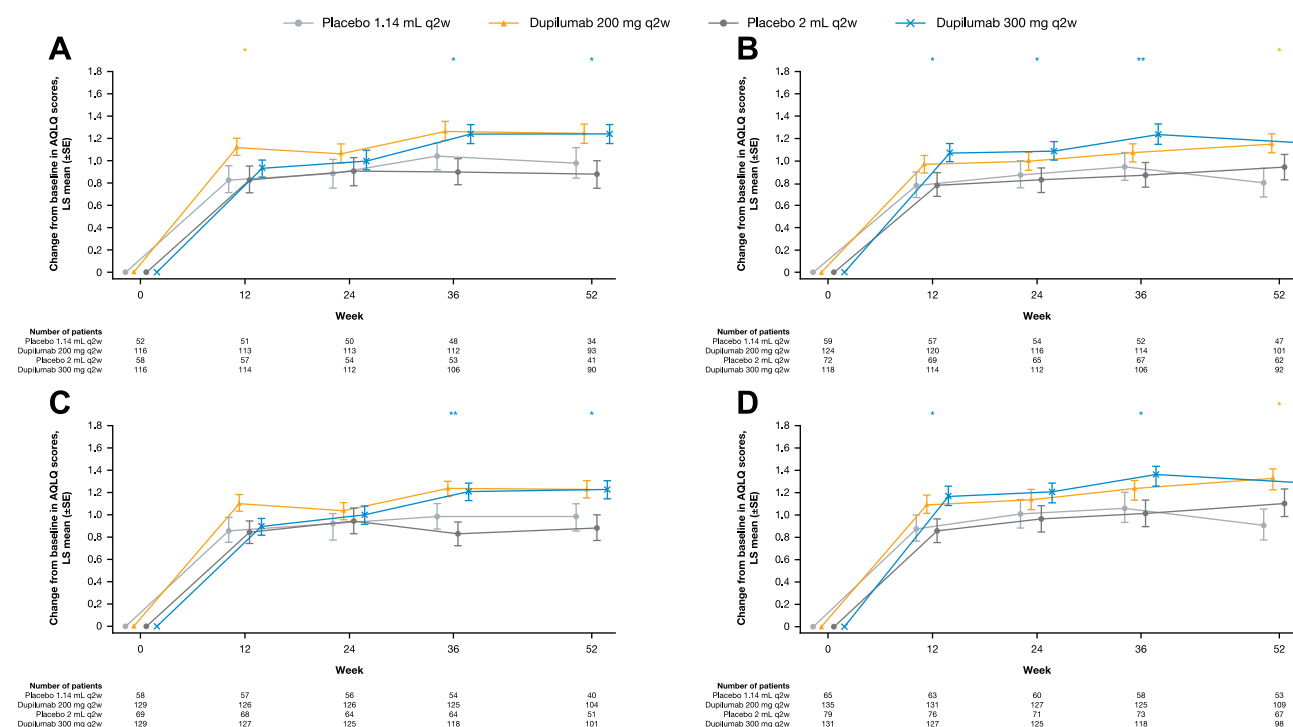 Placebo 1.14 mL q2w Dupilumab 200 mg q2w Placebo 2 mL q2w Dupilumab 300 mg q2w
A
*
* *
Change from baseline in AQLQ scores,
LS mean (±SE)
1.8
1.6
1.4
1.2
1.0
0.8
0.6
0.4
0.2
0
0 12 24 36 52
Week
Number of patients
Placebo 1.14 mL q2w 52 51 50 48 34
Dupilumab 200 mg q2w 116 113 113 112 93
Placebo 2 mL q2w 58 57 54 53 41
Dupilumab 300 mg q2w 116 114 112 106 90
B
*
* * **
Change from baseline in AQLQ scores,
LS mean (±SE)
1.8
1.6
1.4
1.2
1.0
0.8
0.6
0.4
0.2
0
0 12 24 36 52
Week
Number of patients
Placebo 1.14 mL q2w 59 57 54 52 47
Dupilumab 200 mg q2w 124 120 116 114 101
Placebo 2 mL q2w 72 69 65 67 62
Dupilumab 300 mg q2w 118 114 112 106 92
C
** *
Change from baseline in AQLQ scores,
LS mean (±SE)
1.8
1.6
1.4
1.2
1.0
0.8
0.6
0.4
0.2
0
0 12 24 36 52
Week
Number of patients
Placebo 1.14 mL q2w 58 57 56 54 40
Dupilumab 200 mg q2w 129 126 126 125 104
Placebo 2 mL q2w 69 68 64 64 51
Dupilumab 300 mg q2w 129 127 125 118 101
D
*
* *
Change from baseline in AQLQ scores,
LS mean (±SE)
1.8
1.6
1.4
1.2
1.0
0.8
0.6
0.4
0.2
0
0 12 24 36 52
Week
Number of patients
Placebo 1.14 mL q2w 65 63 60 58 53
Dupilumab 200 mg q2w 135 131 127 125 109
Placebo 2 mL q2w 79 76 71 73 67
Dupilumab 300 mg q2w 131 127 125 118 98